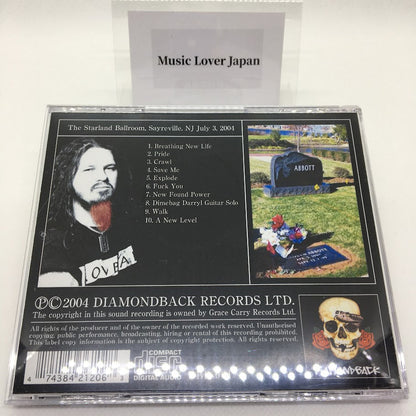 Music Lover Japan
The Starland Ballroom, Sayreville, NJ July 3, 2004
1. Breathing New Life
2. Pride
3. Crawl
4. Save Me
5. Explode
6. Fuck You
7. New Found Power
8. Dimebag Darryl Guitar Solo
9. Walk
10. A New Level
ABBOTT
ABBOTT
Ⓟ©2004 DIAMONDBACK RECORDS LTD.
The copyright in this sound recording is owned by Grace Carry Records Ltd.
All rights of the producer and of the owner of the recorded work reserved. Unauthorised
copying, public performance, broadcasting, hiring or rental of this recording prohibited.
This label copy information is the subject of copyright protection. All rights reserved.
4 74384 21206
COMPACT
disc
DIGITAL AUDIO